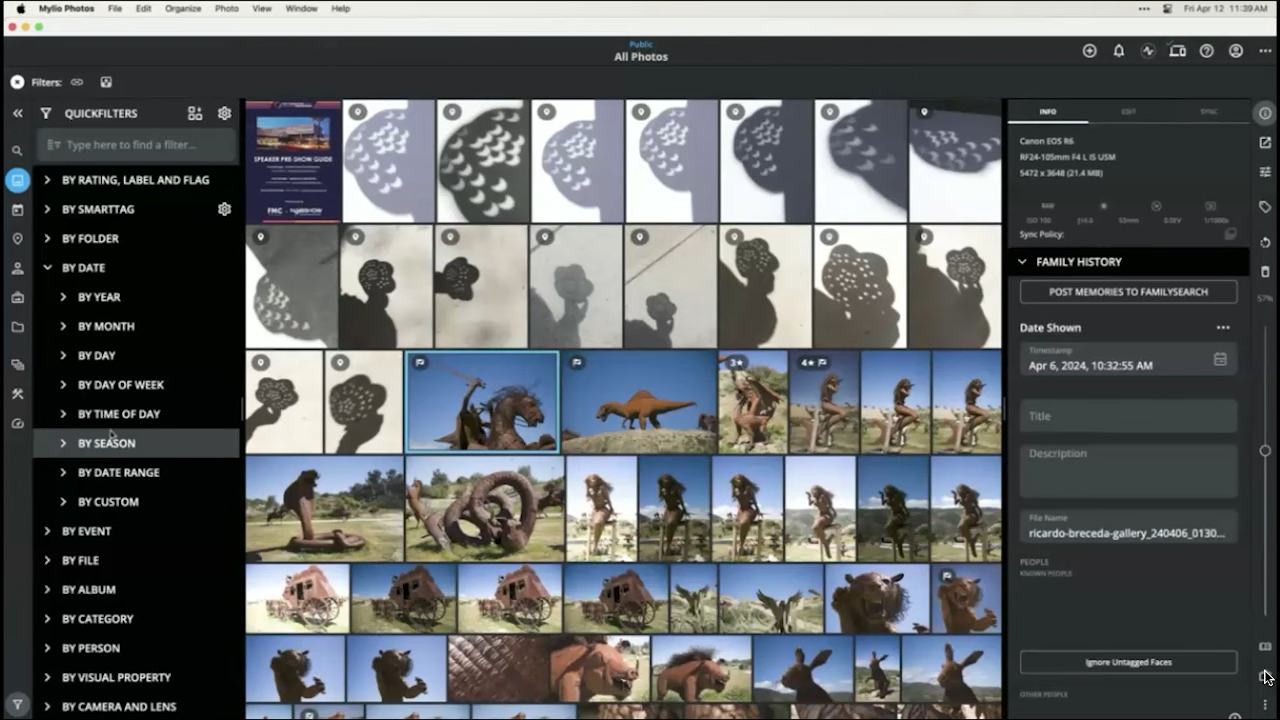 Mylio Photos File Edit Organize Photo View Window Help
Fri Apr 12 11:39 AM
Public
All Photos
Filters:
QUICKFILTERS
Type here to find a filter...
BY RATING, LABEL AND FLAG
BY SMARTTAG
BY FOLDER
BY DATE
BY YEAR
BY MONTH
BY DAY
BY DAY OF WEEK
BY TIME OF DAY
BY SEASON
BY DATE RANGE
BY CUSTOM
BY EVENT
BY FILE
BY ALBUM
BY CATEGORY
BY PERSON
BY VISUAL PROPERTY
BY CAMERA AND LENS
SPEAKER PRE-SHOW GUIDE
FMC
3★
4★
INFO EDIT SYNC
Canon EOS R6
RF24-105mm F4 L IS USM
5472 x 3648 (21.4 MB)
ISO 100 53mm 0.0EV 1/1000s
Sync Policy:
FAMILY HISTORY
POST MEMORIES TO FAMILYSEARCH
Date Shown
Timestamp
Apr 6, 2024, 10:32:55 AM
Title
Description
File Name
ricardo-breceda-gallery_240406_0130...
PEOPLE
KNOWN PEOPLE
Ignore Untagged Faces
OTHER PEOPLE
57%